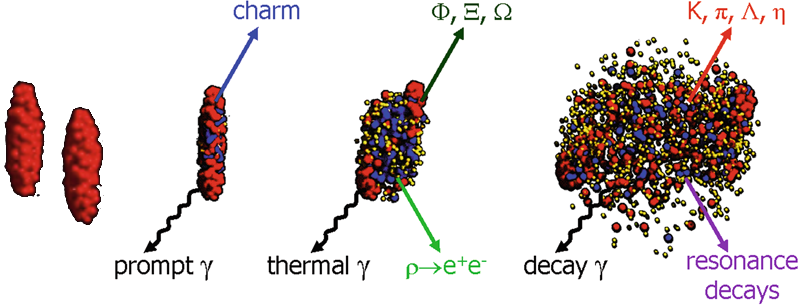 charm
Φ, Ξ, Ω
K, π, Λ, η
prompt γ
thermal γ
ρ→e⁺e⁻
decay γ
resonance
decays